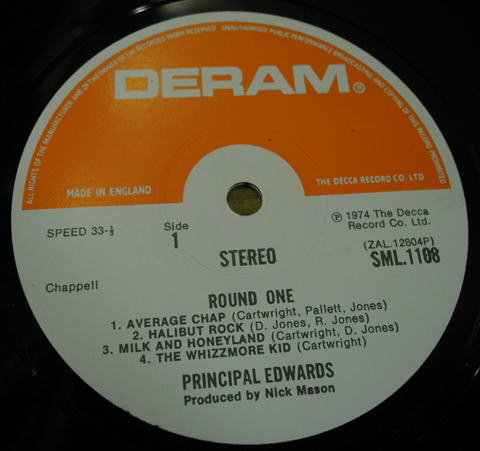 ALL RIGHTS OF THE MANUFACTURER AND OF THE OWNER OF THE RECORDED WORK RESERVED
UNAUTHORISED PUBLIC PERFORMANCE BROADCASTING AND COPYING OF THIS RECORD PROHIBITED
DERAM®
MADE IN ENGLAND
THE DECCA RECORD CO. LTD.
SPEED 33-⅓
Side
1
STEREO
Ⓟ 1974 The Decca
Record Co. Ltd.
(ZAL.12804P)
SML.1108
Chappell
ROUND ONE
1. AVERAGE CHAP (Cartwright, Pallett, Jones)
2. HALIBUT ROCK (D. Jones, R. Jones)
3. MILK AND HONEYLAND (Cartwright, D. Jones)
4. THE WHIZZMORE KID (Cartwright)
PRINCIPAL EDWARDS
Produced by Nick Mason